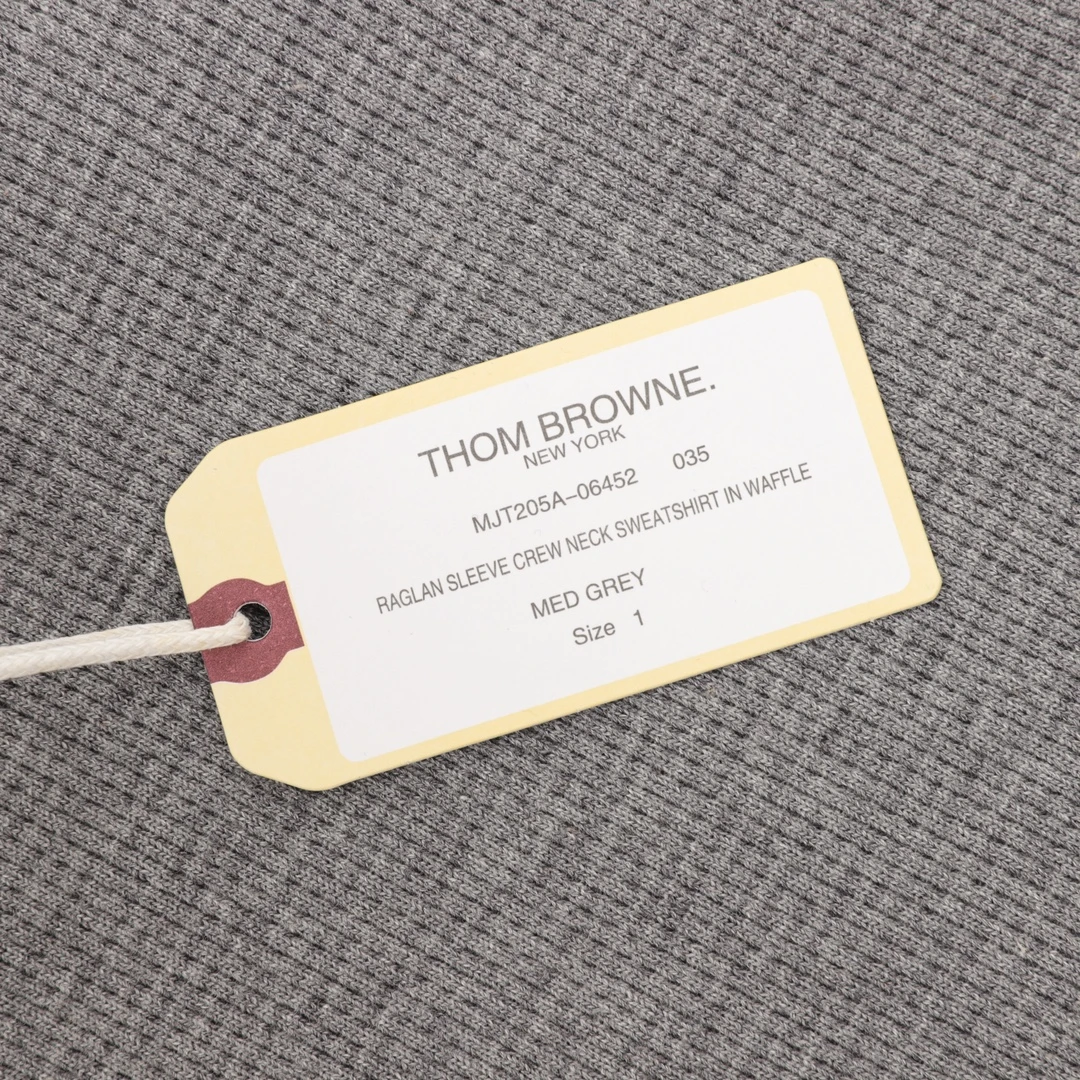 THOM BROWNE.
NEW YORK
MJT205A-06452 035
RAGLAN SLEEVE CREW NECK SWEATSHIRT IN WAFFLE
MED GREY
Size 1